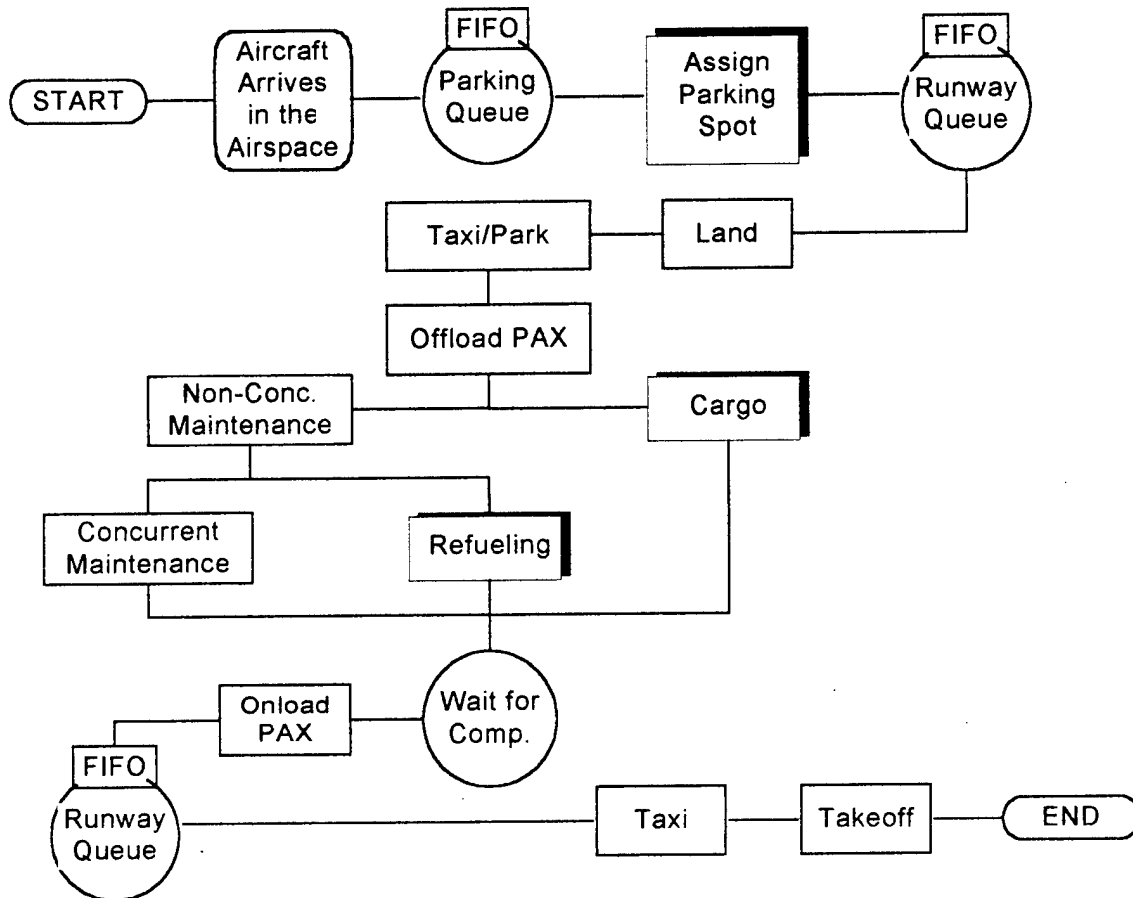 START
Aircraft
Arrives
in the
Airspace
FIFO
Parking
Queue
Assign
Parking
Spot
FIFO
Runway
Queue
Taxi/Park
Land
Offload PAX
Non-Conc.
Maintenance
Cargo
Concurrent
Maintenance
Refueling
Wait for
Comp.
Onload
PAX
FIFO
Runway
Queue
Taxi
Takeoff
END